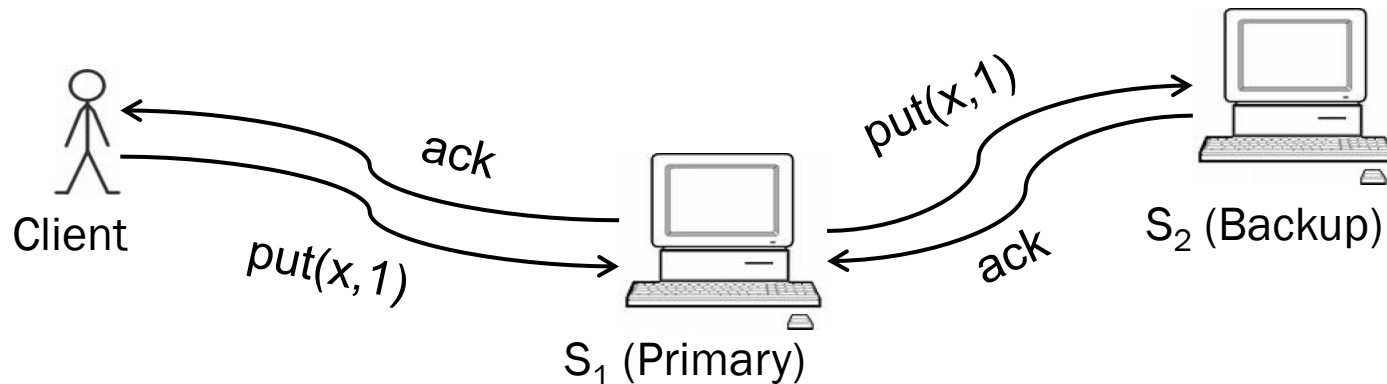 ack
put(x,1)
Client
put(x,1)
ack
S₁ (Primary)
S₂ (Backup)